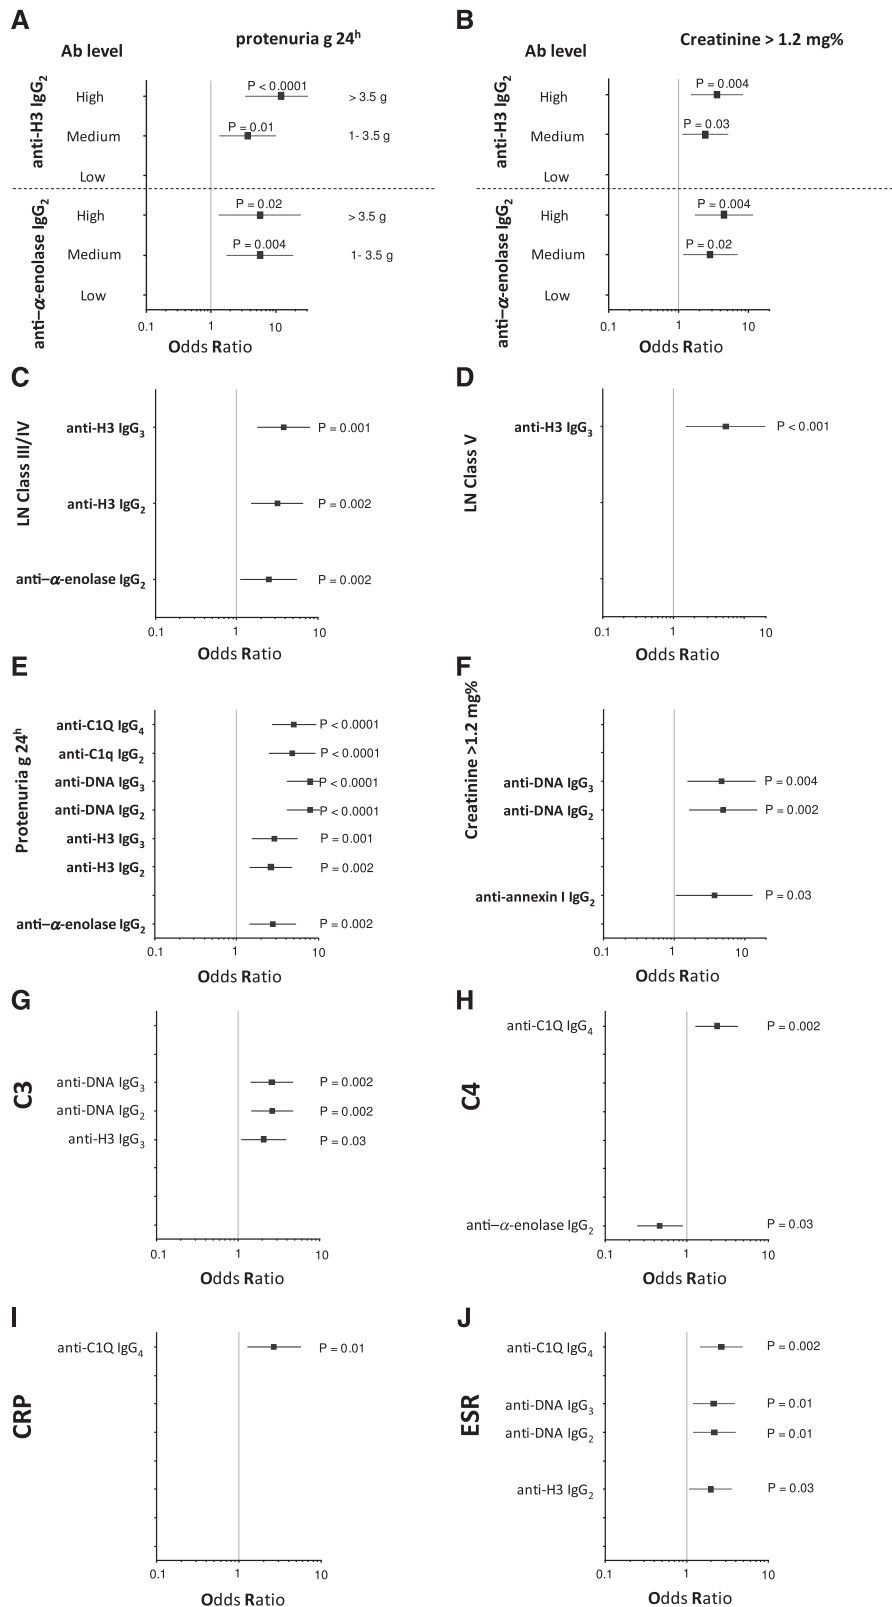 A
protenuria g 24h
Ab level
anti-H3 IgG2
High
P < 0.0001
> 3.5 g
Medium
P = 0.01
1- 3.5 g
Low
anti–α-enolase IgG2
High
P = 0.02
> 3.5 g
Medium
P = 0.004
1- 3.5 g
Low
0.1 1 10
Odds Ratio
B
Creatinine > 1.2 mg%
Ab level
anti-H3 IgG2
High
P = 0.004
Medium
P = 0.03
Low
anti–α-enolase IgG2
High
P = 0.004
Medium
P = 0.02
Low
0.1 1 10
Odds Ratio
C
LN Class III/IV
anti-H3 IgG3 P = 0.001
anti-H3 IgG2 P = 0.002
anti–α-enolase IgG2 P = 0.002
0.1 1 10
Odds Ratio
D
LN Class V
anti-H3 IgG3 P < 0.001
0.1 1 10
Odds Ratio
E
Protenuria g 24h
anti-C1Q IgG4 P < 0.0001
anti-C1q IgG2 P < 0.0001
anti-DNA IgG3 P < 0.0001
anti-DNA IgG2 P < 0.0001
anti-H3 IgG3 P = 0.001
anti-H3 IgG2 P = 0.002
anti–α-enolase IgG2 P = 0.002
0.1 1 10
Odds Ratio
F
Creatinine >1.2 mg%
anti-DNA IgG3 P = 0.004
anti-DNA IgG2 P = 0.002
anti-annexin I IgG2 P = 0.03
0.1 1 10
Odds Ratio
G
C3
anti-DNA IgG3 P = 0.002
anti-DNA IgG2 P = 0.002
anti-H3 IgG3 P = 0.03
0.1 1 10
Odds Ratio
H
C4
anti-C1Q IgG4 P = 0.002
anti–α-enolase IgG2 P = 0.03
0.1 1 10
Odds Ratio
I
CRP
anti-C1Q IgG4 P = 0.01
0.1 1 10
Odds Ratio
J
ESR
anti-C1Q IgG4 P = 0.002
anti-DNA IgG3 P = 0.01
anti-DNA IgG2 P = 0.01
anti-H3 IgG2 P = 0.03
0.1 1 10
Odds Ratio